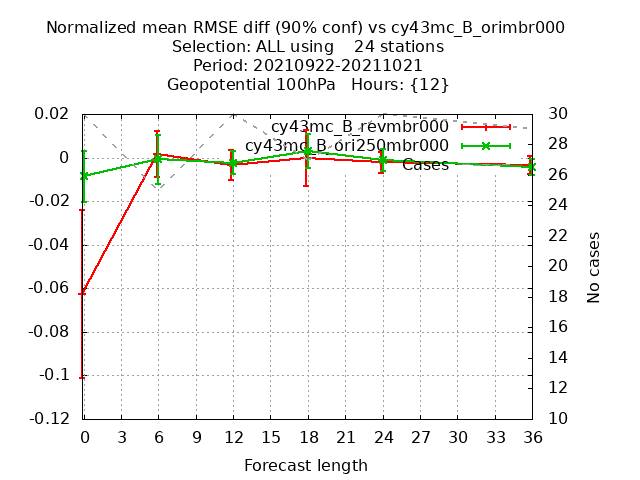 Normalized mean RMSE diff (90% conf) vs cy43mc_B_orimbr000
Selection: ALL using    24 stations
Period: 20210922-20211021
Geopotential 100hPa   Hours: {12}
cy43mc_B_revmbr000
cy43mc_B_ori250mbr000
Cases
0.02
0
-0.02
-0.04
-0.06
-0.08
-0.1
-0.12
30
28
26
24
22
20
18
16
14
12
10
No cases
0 3 6 9 12 15 18 21 24 27 30 33 36
Forecast length